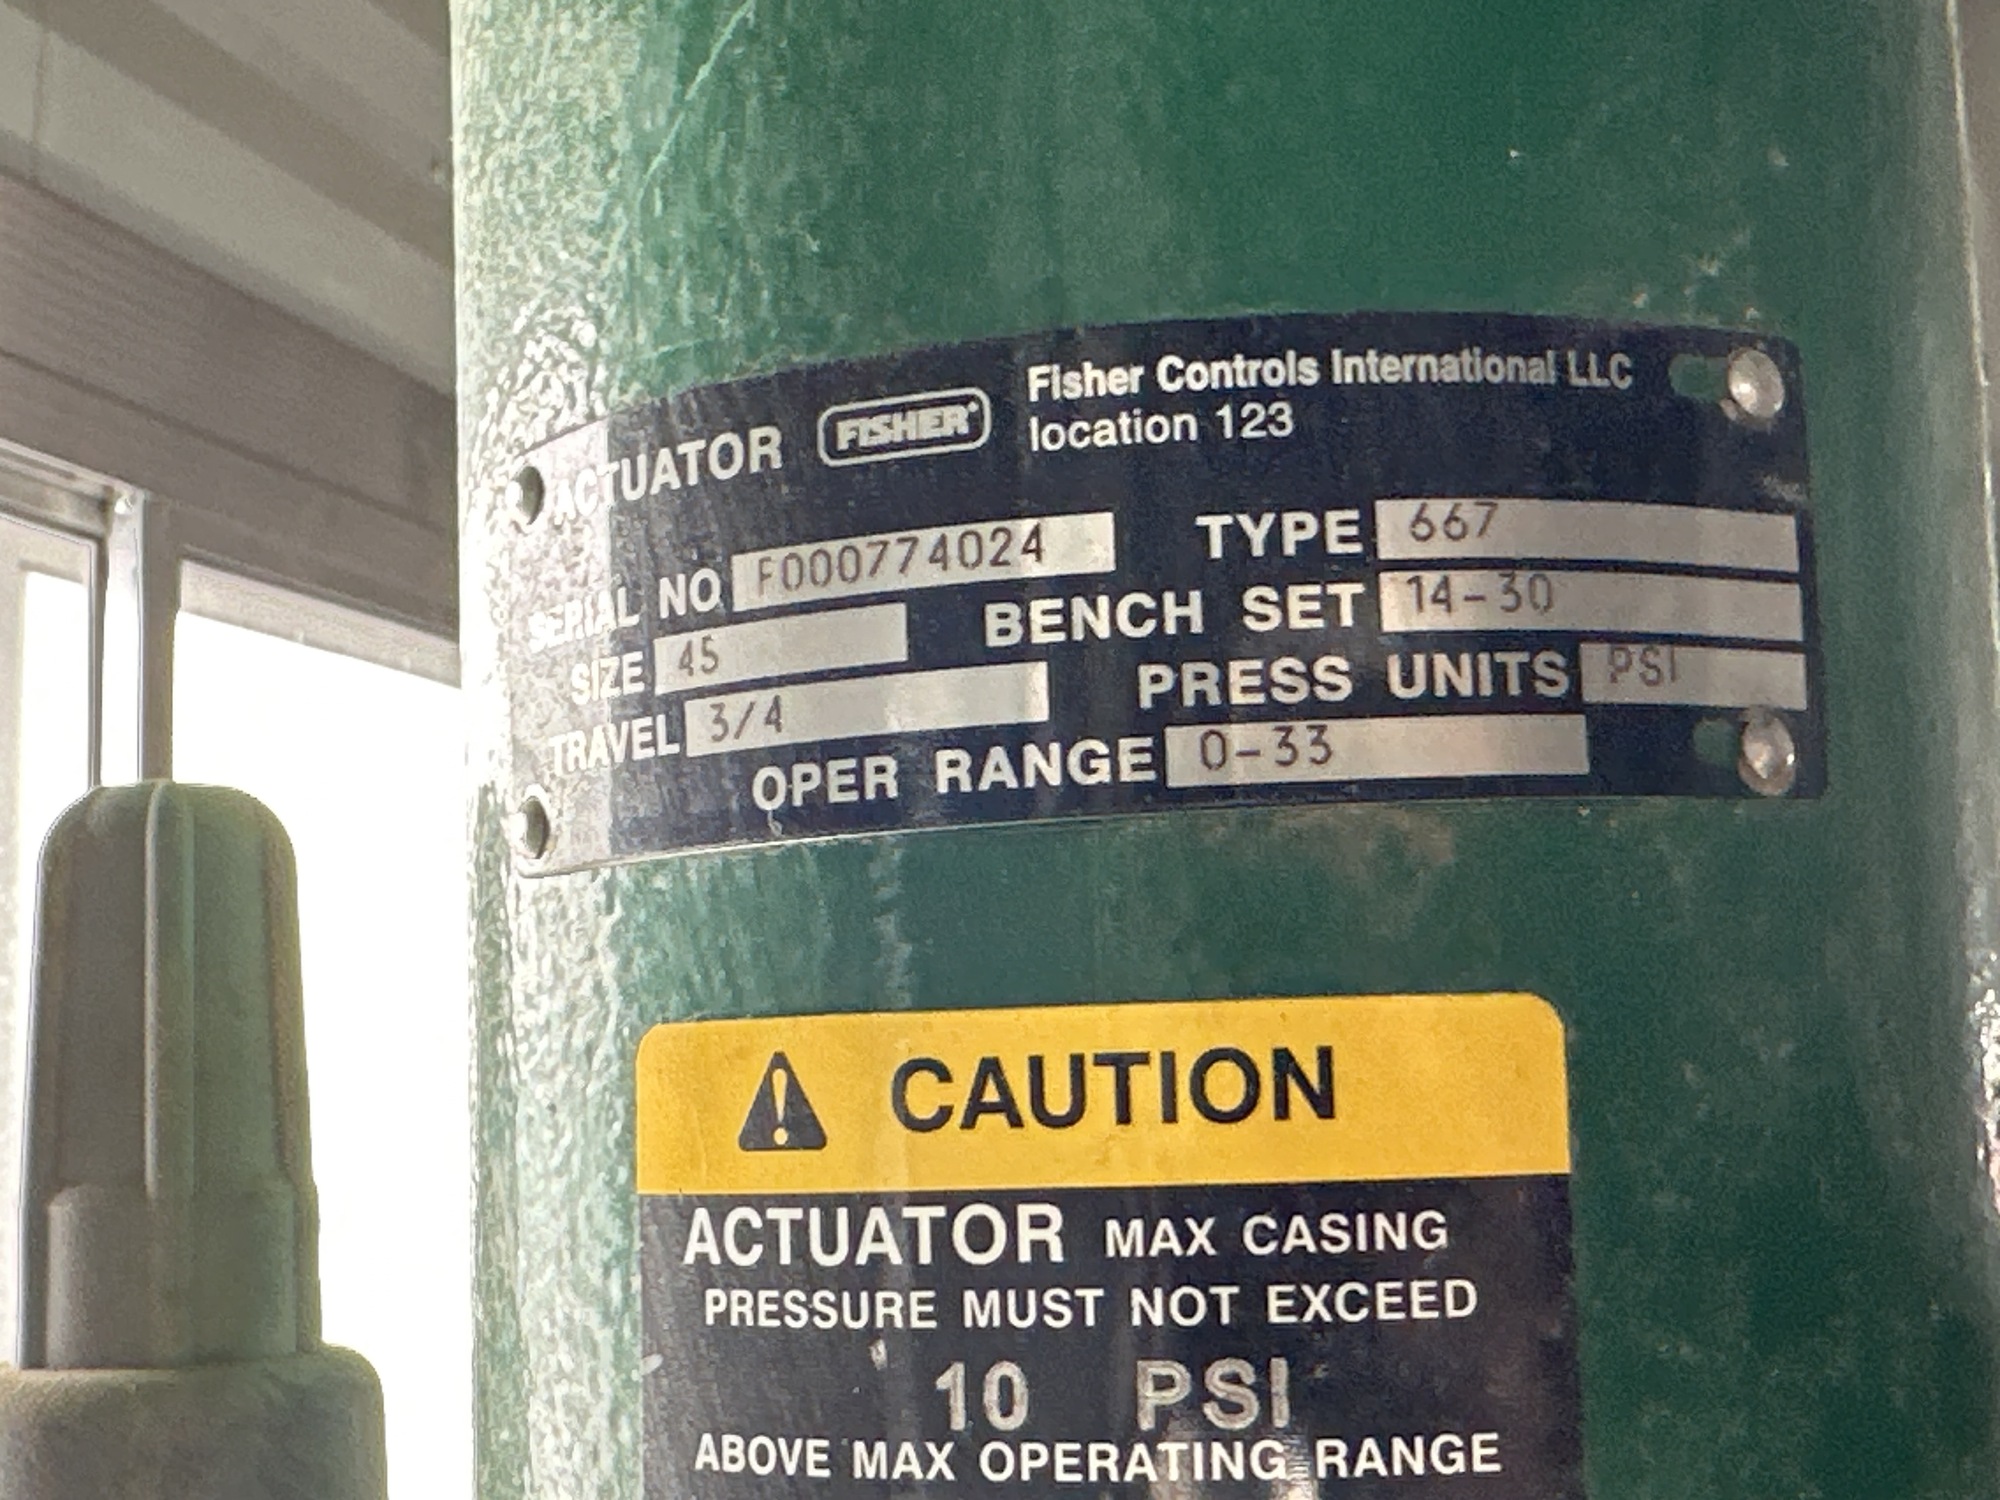 ACTUATOR FISHER® Fisher Controls International LLC
location 123
SERIAL NO F000774024 TYPE 667
SIZE 45 BENCH SET 14-30
TRAVEL 3/4 PRESS UNITS PSI
OPER RANGE 0-33
CAUTION
ACTUATOR MAX CASING
PRESSURE MUST NOT EXCEED
10 PSI
ABOVE MAX OPERATING RANGE